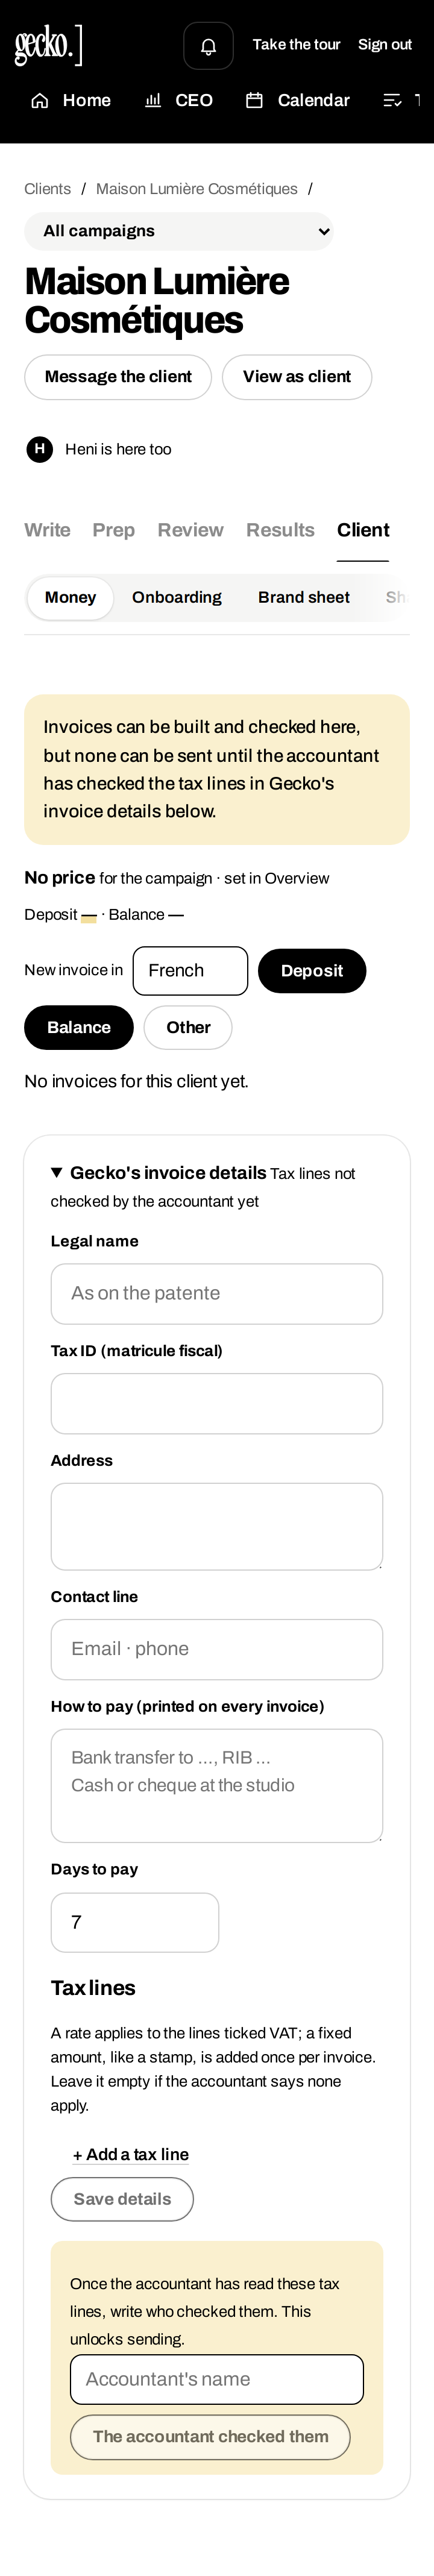 gecko.]
Take the tour
Sign out
Home
CEO
Calendar
Clients / Maison Lumière Cosmétiques /
All campaigns
Maison Lumière
Cosmétiques
Message the client
View as client
H
Heni is here too
Write
Prep
Review
Results
Client
Money
Onboarding
Brand sheet
Invoices can be built and checked here,
but none can be sent until the accountant
has checked the tax lines in Gecko's
invoice details below.
No price for the campaign · set in Overview
Deposit — · Balance —
New invoice in
French
Deposit
Balance
Other
No invoices for this client yet.
▼ Gecko's invoice details Tax lines not
checked by the accountant yet
Legal name
As on the patente
Tax ID (matricule fiscal)
Address
Contact line
Email · phone
How to pay (printed on every invoice)
Bank transfer to ..., RIB ...
Cash or cheque at the studio
Days to pay
7
Tax lines
A rate applies to the lines ticked VAT; a fixed
amount, like a stamp, is added once per invoice.
Leave it empty if the accountant says none
apply.
+ Add a tax line
Save details
Once the accountant has read these tax
lines, write who checked them. This
unlocks sending.
Accountant's name
The accountant checked them